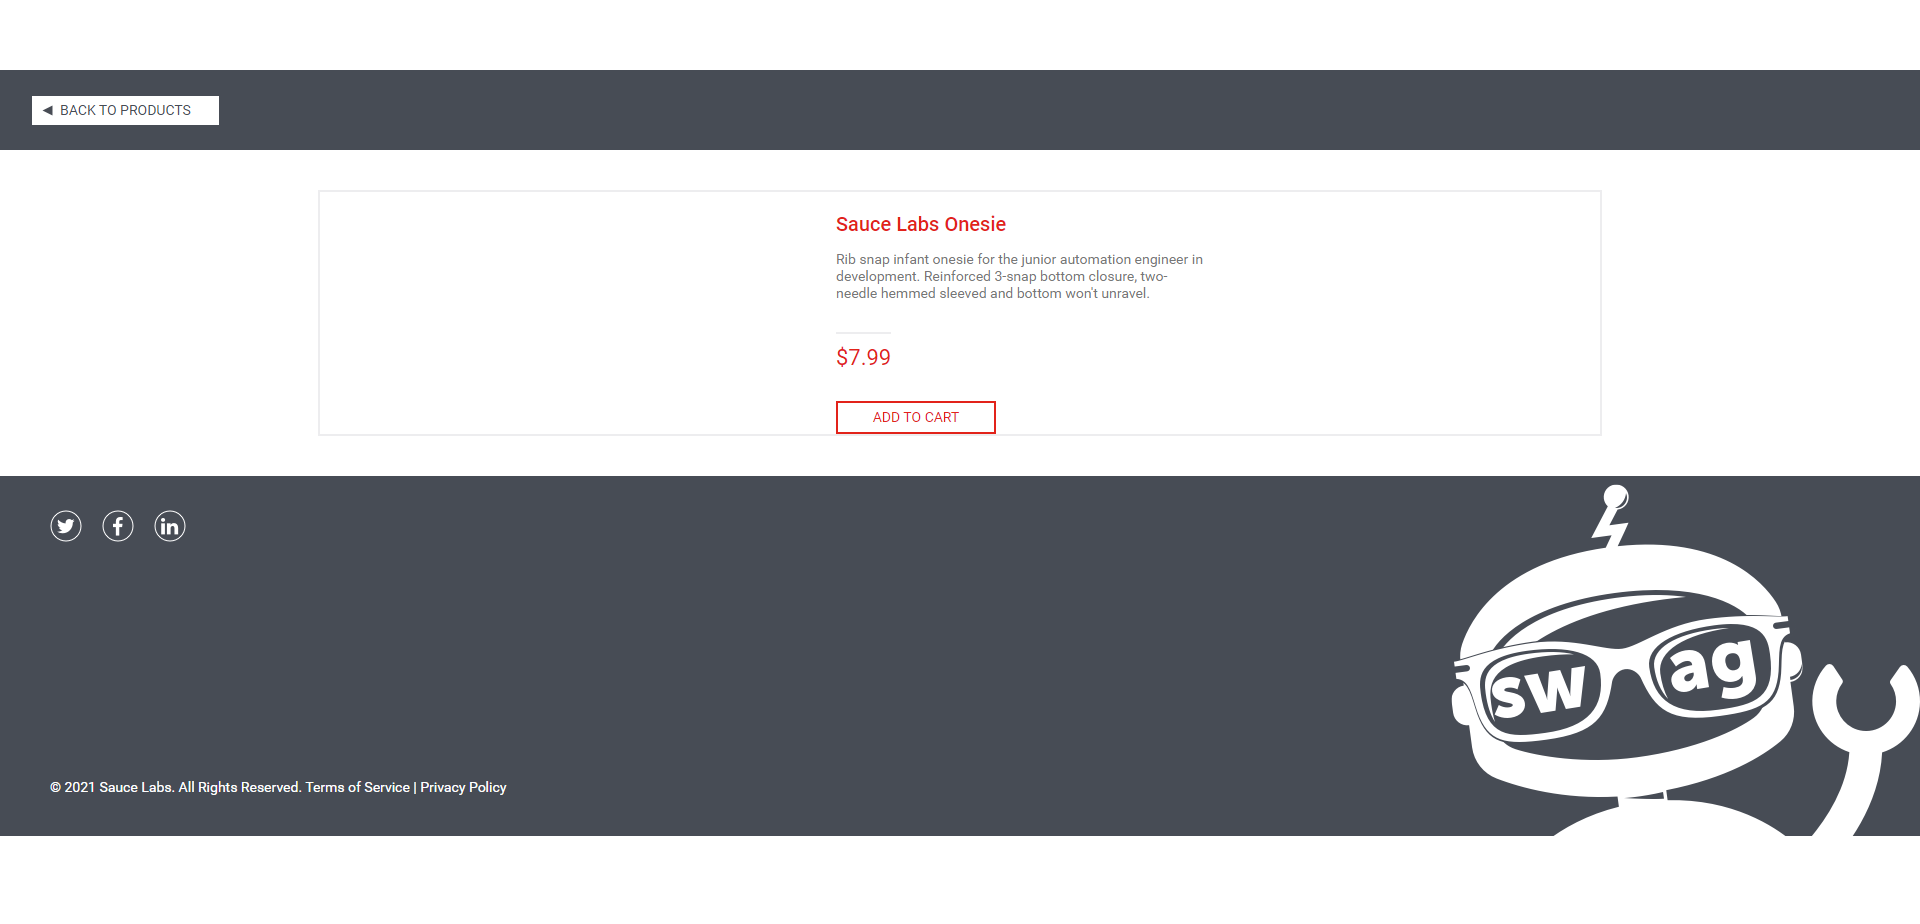 BACK TO PRODUCTS
Sauce Labs Onesie
Rib snap infant onesie for the junior automation engineer in
development. Reinforced 3-snap bottom closure, two-
needle hemmed sleeved and bottom won't unravel.
$7.99
ADD TO CART
swag
© 2021 Sauce Labs. All Rights Reserved. Terms of Service | Privacy Policy